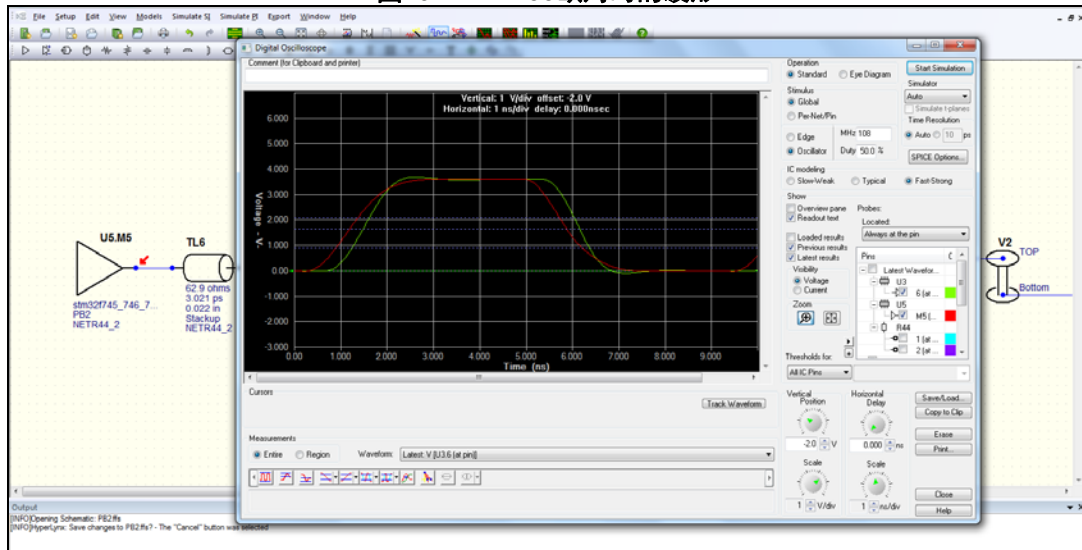 File Setup Edit View Models Simulate SI Simulate PI Export Window Help
Digital Oscilloscope
Comment (for Clipboard and printer)
Vertical: 1 V/div offset: -2.0 V
Horizontal: 1 ns/div delay: 0.000nsec
6.000
5.000
4.000
3.000
2.000
1.000
0.00
-1.000
-2.000
-3.000
Voltage - V-
0.00 1.000 2.000 3.000 4.000 5.000 6.000 7.000 8.000 9.000
Time (ns)
Cursors
Track Waveform
Measurements
Entire Region Waveform: Latest: V [U3.6 (at pin)]
Operation
Standard Eye Diagram
Start Simulation
Stimulus
Global
Per-Net/Pin
Simulator
Auto
Simulate t-planes
Time Resolution
Auto 10 ps
Edge MHz 108
Oscillator Duty 50.0 %
SPICE Options...
IC modeling
Slow-Weak Typical Fast-Strong
Show
Overview pane
Readout text
Probes:
Located:
Always at the pin
Loaded results
Previous results
Latest results
Visibility
Voltage
Current
Zoom
Pins C
Latest Wavefor...
U3
6 (at ...
U5
M5 (...
R44
1 (at ...
2 (at ...
Thresholds for:
All IC Pins
Vertical
Position
Horizontal
Delay
-2.0 V
0.000 ns
Scale
Scale
1 V/div
1 ns/div
Save/Load...
Copy to Clip
Erase
Print...
Close
Help
U5.M5
stm32f745_746_7...
PB2
NETR44_2
TL6
62.9 ohms
3.021 ps
0.022 in
Stackup
NETR44_2
V2
TOP
Bottom
Output
[INFO]Opening Schematic: PB2.ffs
[INFO]HyperLynx: Save changes to PB2.ffs? - The "Cancel" button was selected